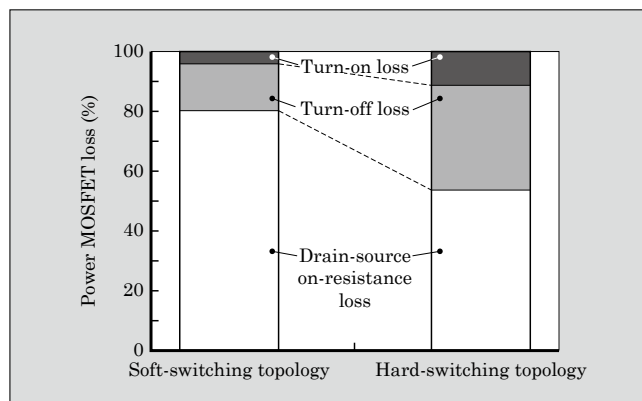 Power MOSFET loss (%)
100
80
60
40
20
0
Turn-on loss
Turn-off loss
Drain-source
on-resistance
loss
Soft-switching topology
Hard-switching topology